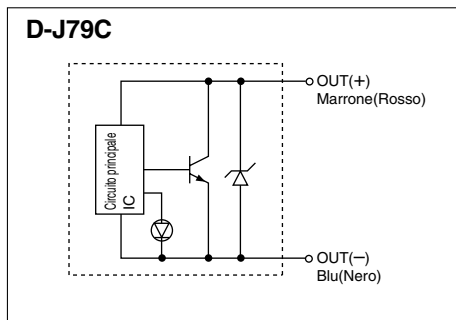 D-J79C
OUT(+)
Marrone(Rosso)
Circuito principale
IC
OUT(−)
Blu(Nero)